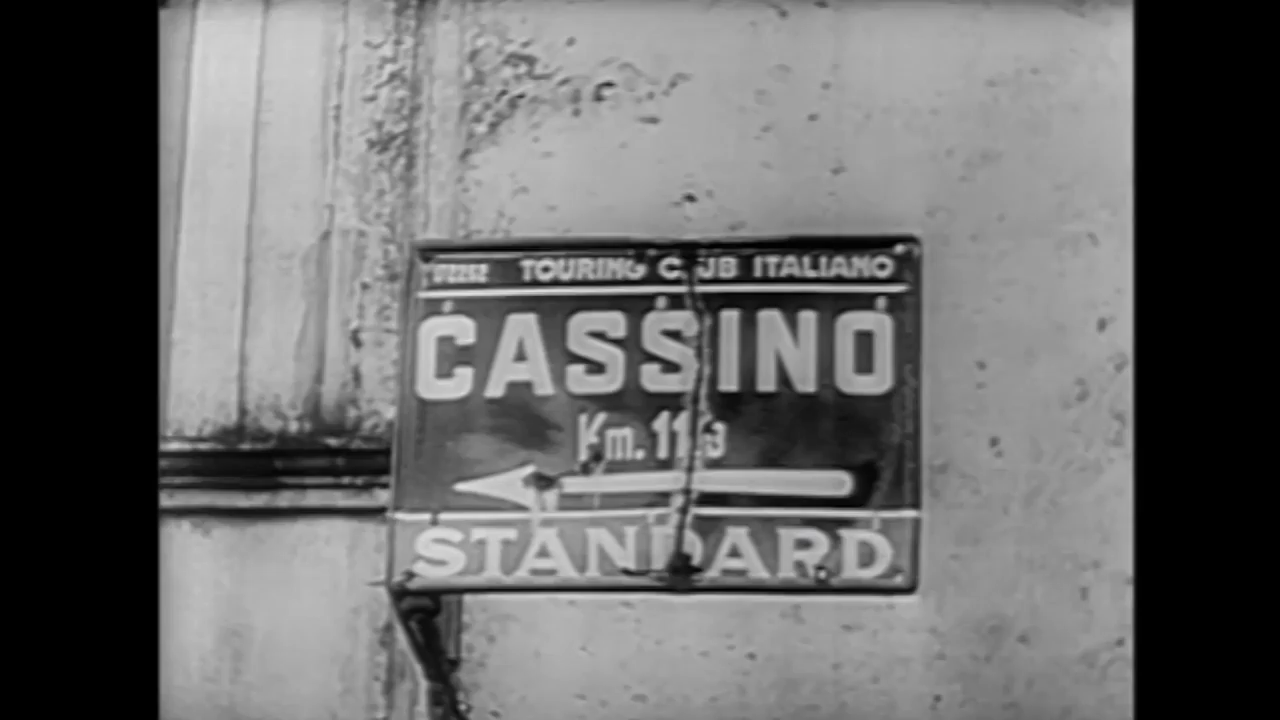 TOURING CLUB ITALIANO
CASSINO
Km.
STANDARD